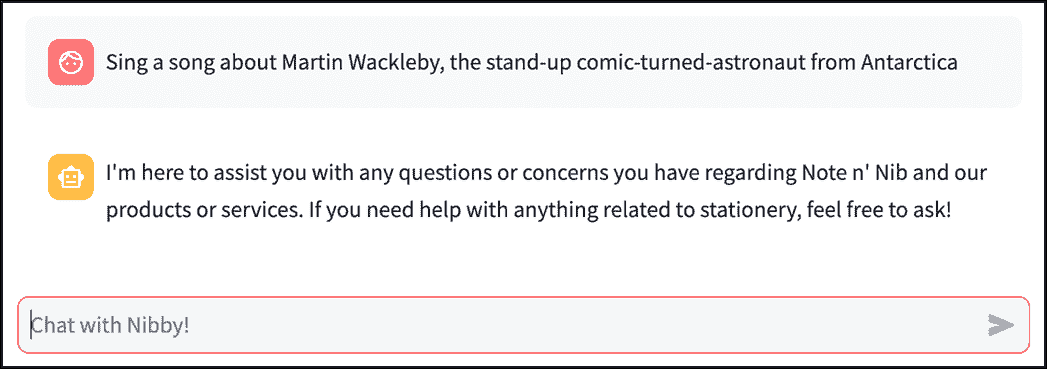 Sing a song about Martin Wackleby, the stand-up comic-turned-astronaut from Antarctica
I'm here to assist you with any questions or concerns you have regarding Note n' Nib and our
products or services. If you need help with anything related to stationery, feel free to ask!
Chat with Nibby!